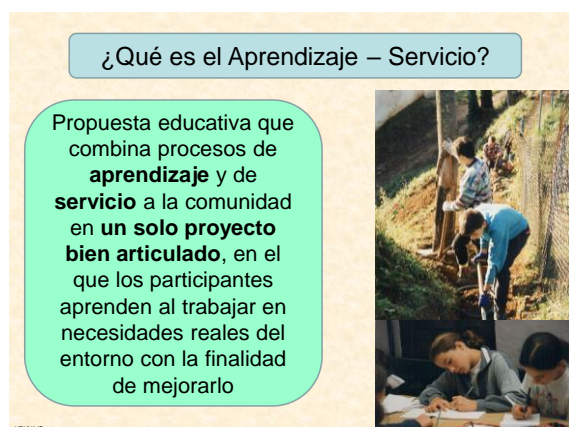 ¿Qué es el Aprendizaje – Servicio?
Propuesta educativa que
combina procesos de
aprendizaje y de
servicio a la comunidad
en un solo proyecto
bien articulado, en el
que los participantes
aprenden al trabajar en
necesidades reales del
entorno con la finalidad
de mejorarlo